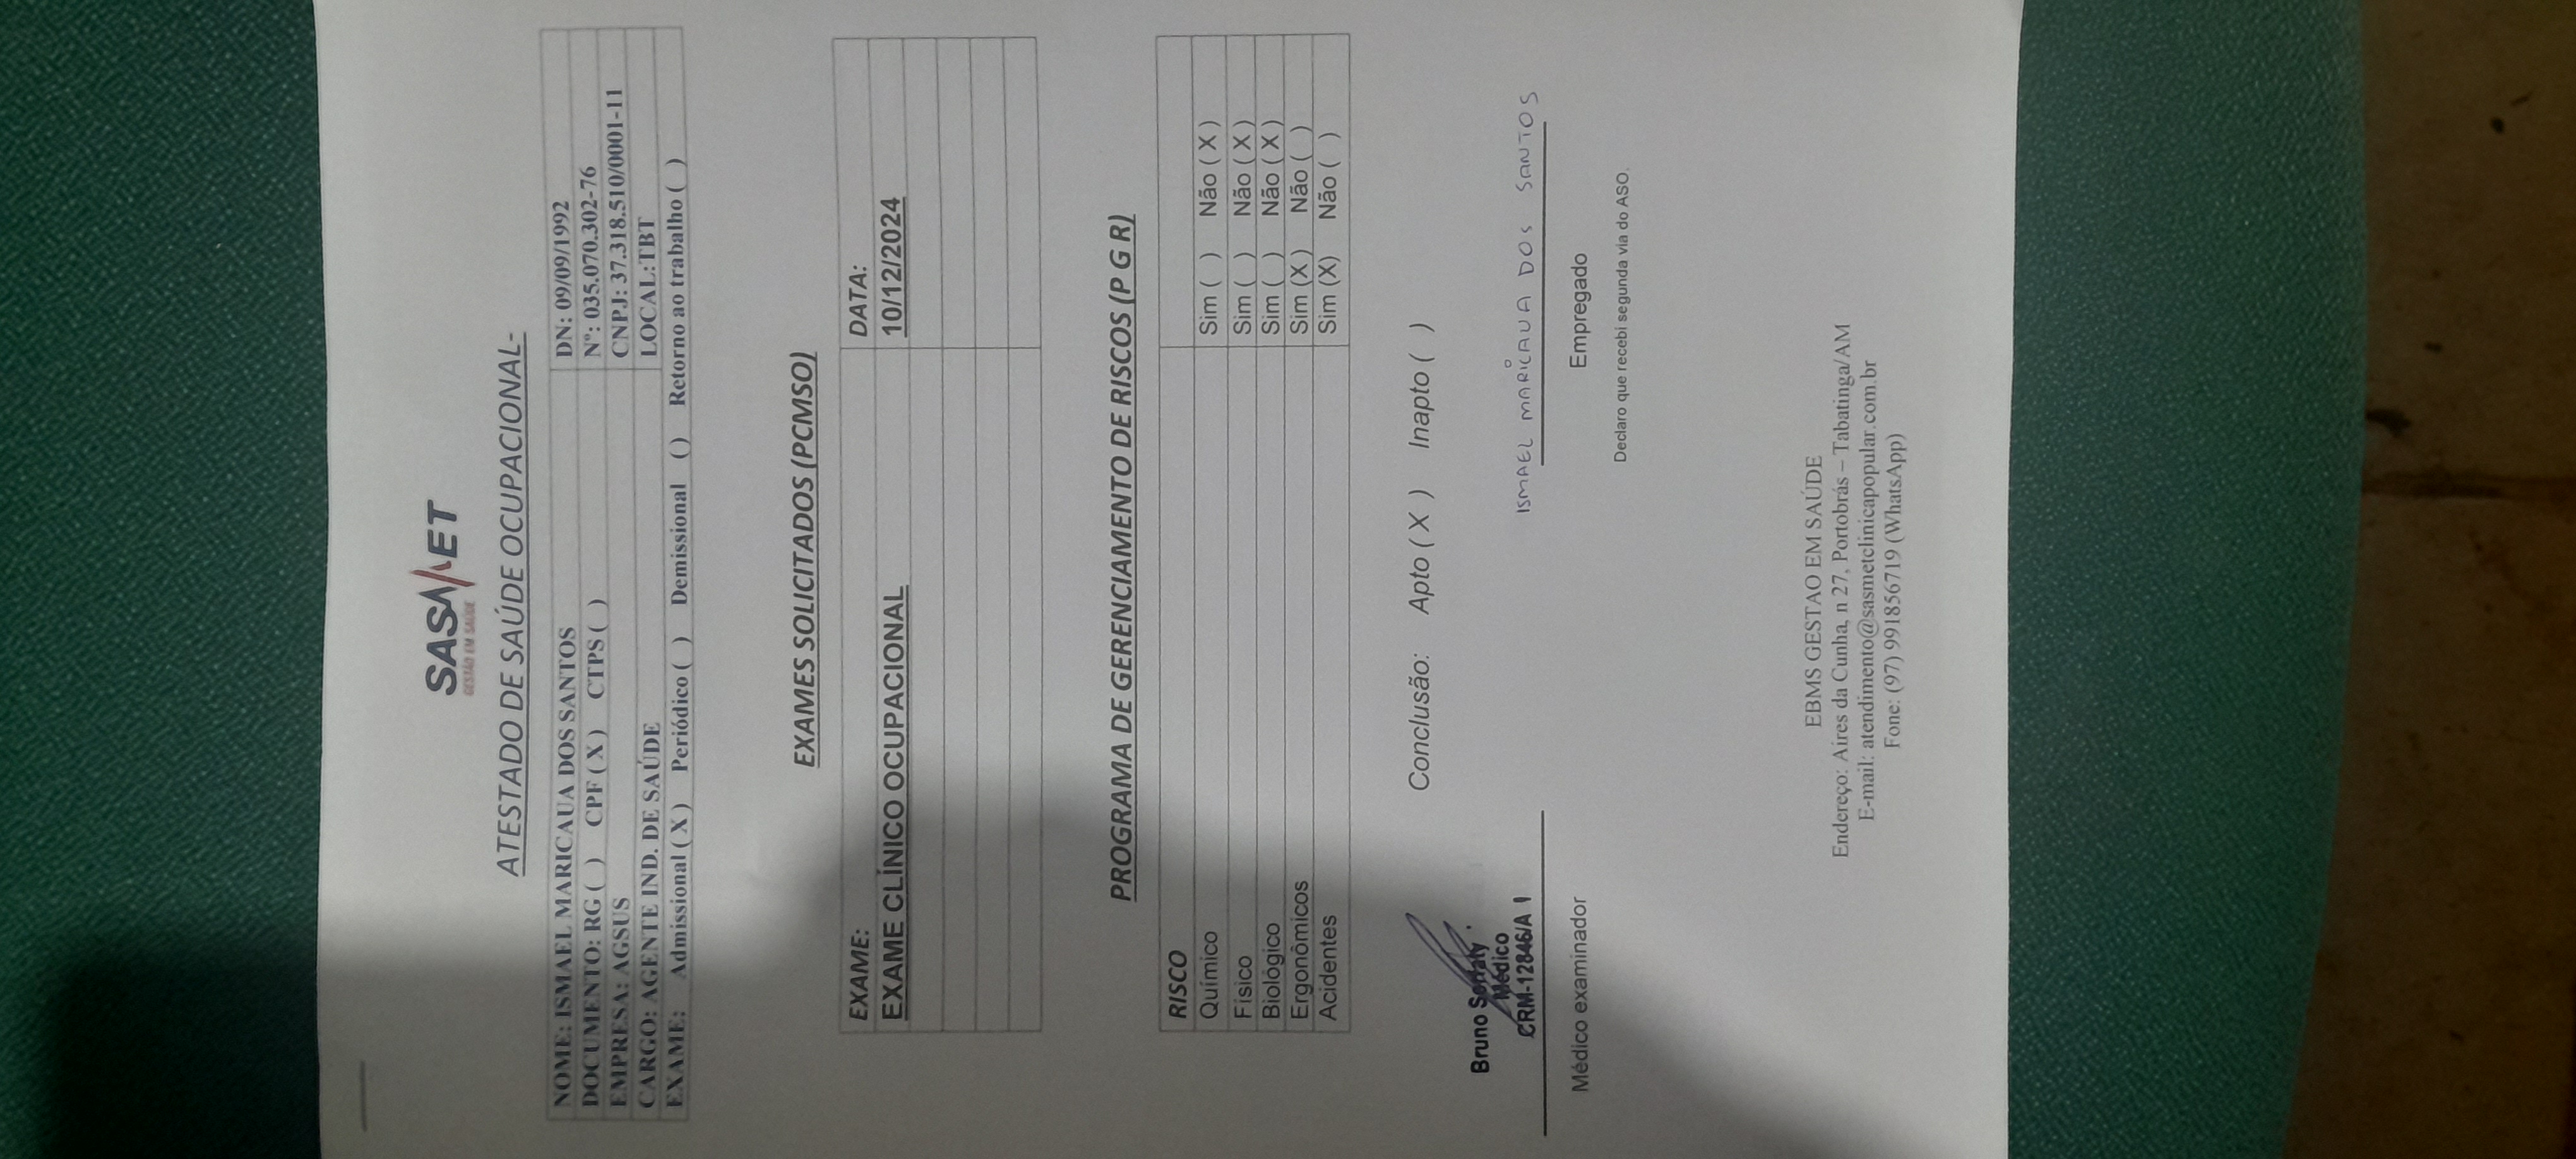 SASMET
GESTÃO EM SAÚDE
ATESTADO DE SAÚDE OCUPACIONAL-
NOME: ISMAEL MARICAUA DOS SANTOS DN: 09/09/1992
DOCUMENTO: RG ( ) CPF ( X ) CTPS ( ) Nº: 035.070.302-76
EMPRESA: AGSUS CNPJ: 37.318.510/0001-11
CARGO: AGENTE IND. DE SAÚDE LOCAL:TBT
EXAME: Admissional ( X ) Periódico ( ) Demissional () Retorno ao trabalho ( )
EXAMES SOLICITADOS (PCMSO)
EXAME: DATA:
EXAME CLÍNICO OCUPACIONAL 10/12/2024
PROGRAMA DE GERENCIAMENTO DE RISCOS (P G R)
RISCO
Químico Sim ( ) Não ( X )
Físico Sim ( ) Não ( X )
Biológico Sim ( ) Não ( X )
Ergonômicos Sim (X ) Não ( )
Acidentes Sim (X) Não ( )
Conclusão: Apto ( X ) Inapto ( )
Bruno
Médico
CRM-12846/A
ISMAEL MARICAUA DOS SANTOS
Médico examinador Empregado
Declaro que recebi segunda via do ASO.
EBMS GESTAO EM SAÚDE
Endereço: Aires da Cunha, n 27, Portobrás – Tabatinga/AM
E-mail: atendimento@sasmetclinicapopular.com.br
Fone: (97) 991856719 (WhatsApp)